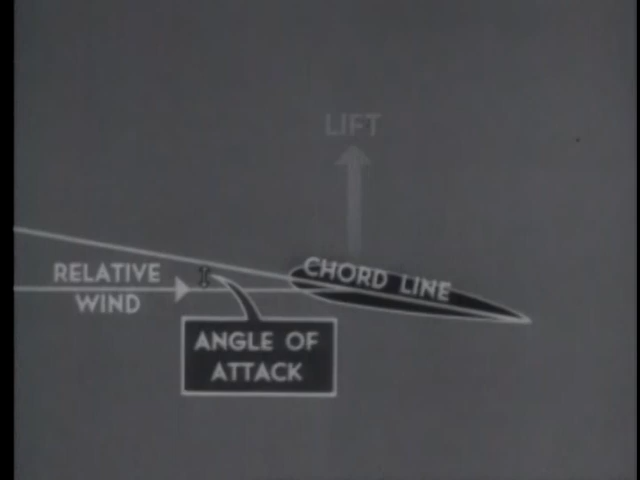 LIFT
CHORD LINE
RELATIVE
WIND
ANGLE OF
ATTACK